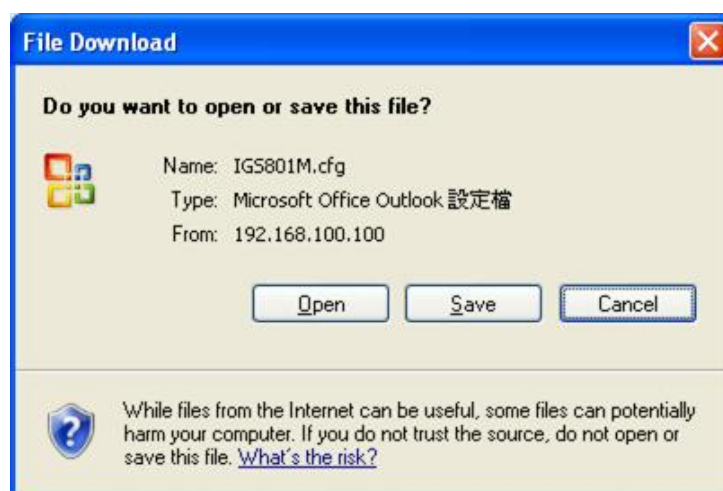 File Download
Do you want to open or save this file?
Name: IGS801M.cfg
Type: Microsoft Office Outlook 設定檔
From: 192.168.100.100
Open Save Cancel
While files from the Internet can be useful, some files can potentially
harm your computer. If you do not trust the source, do not open or
save this file. What's the risk?